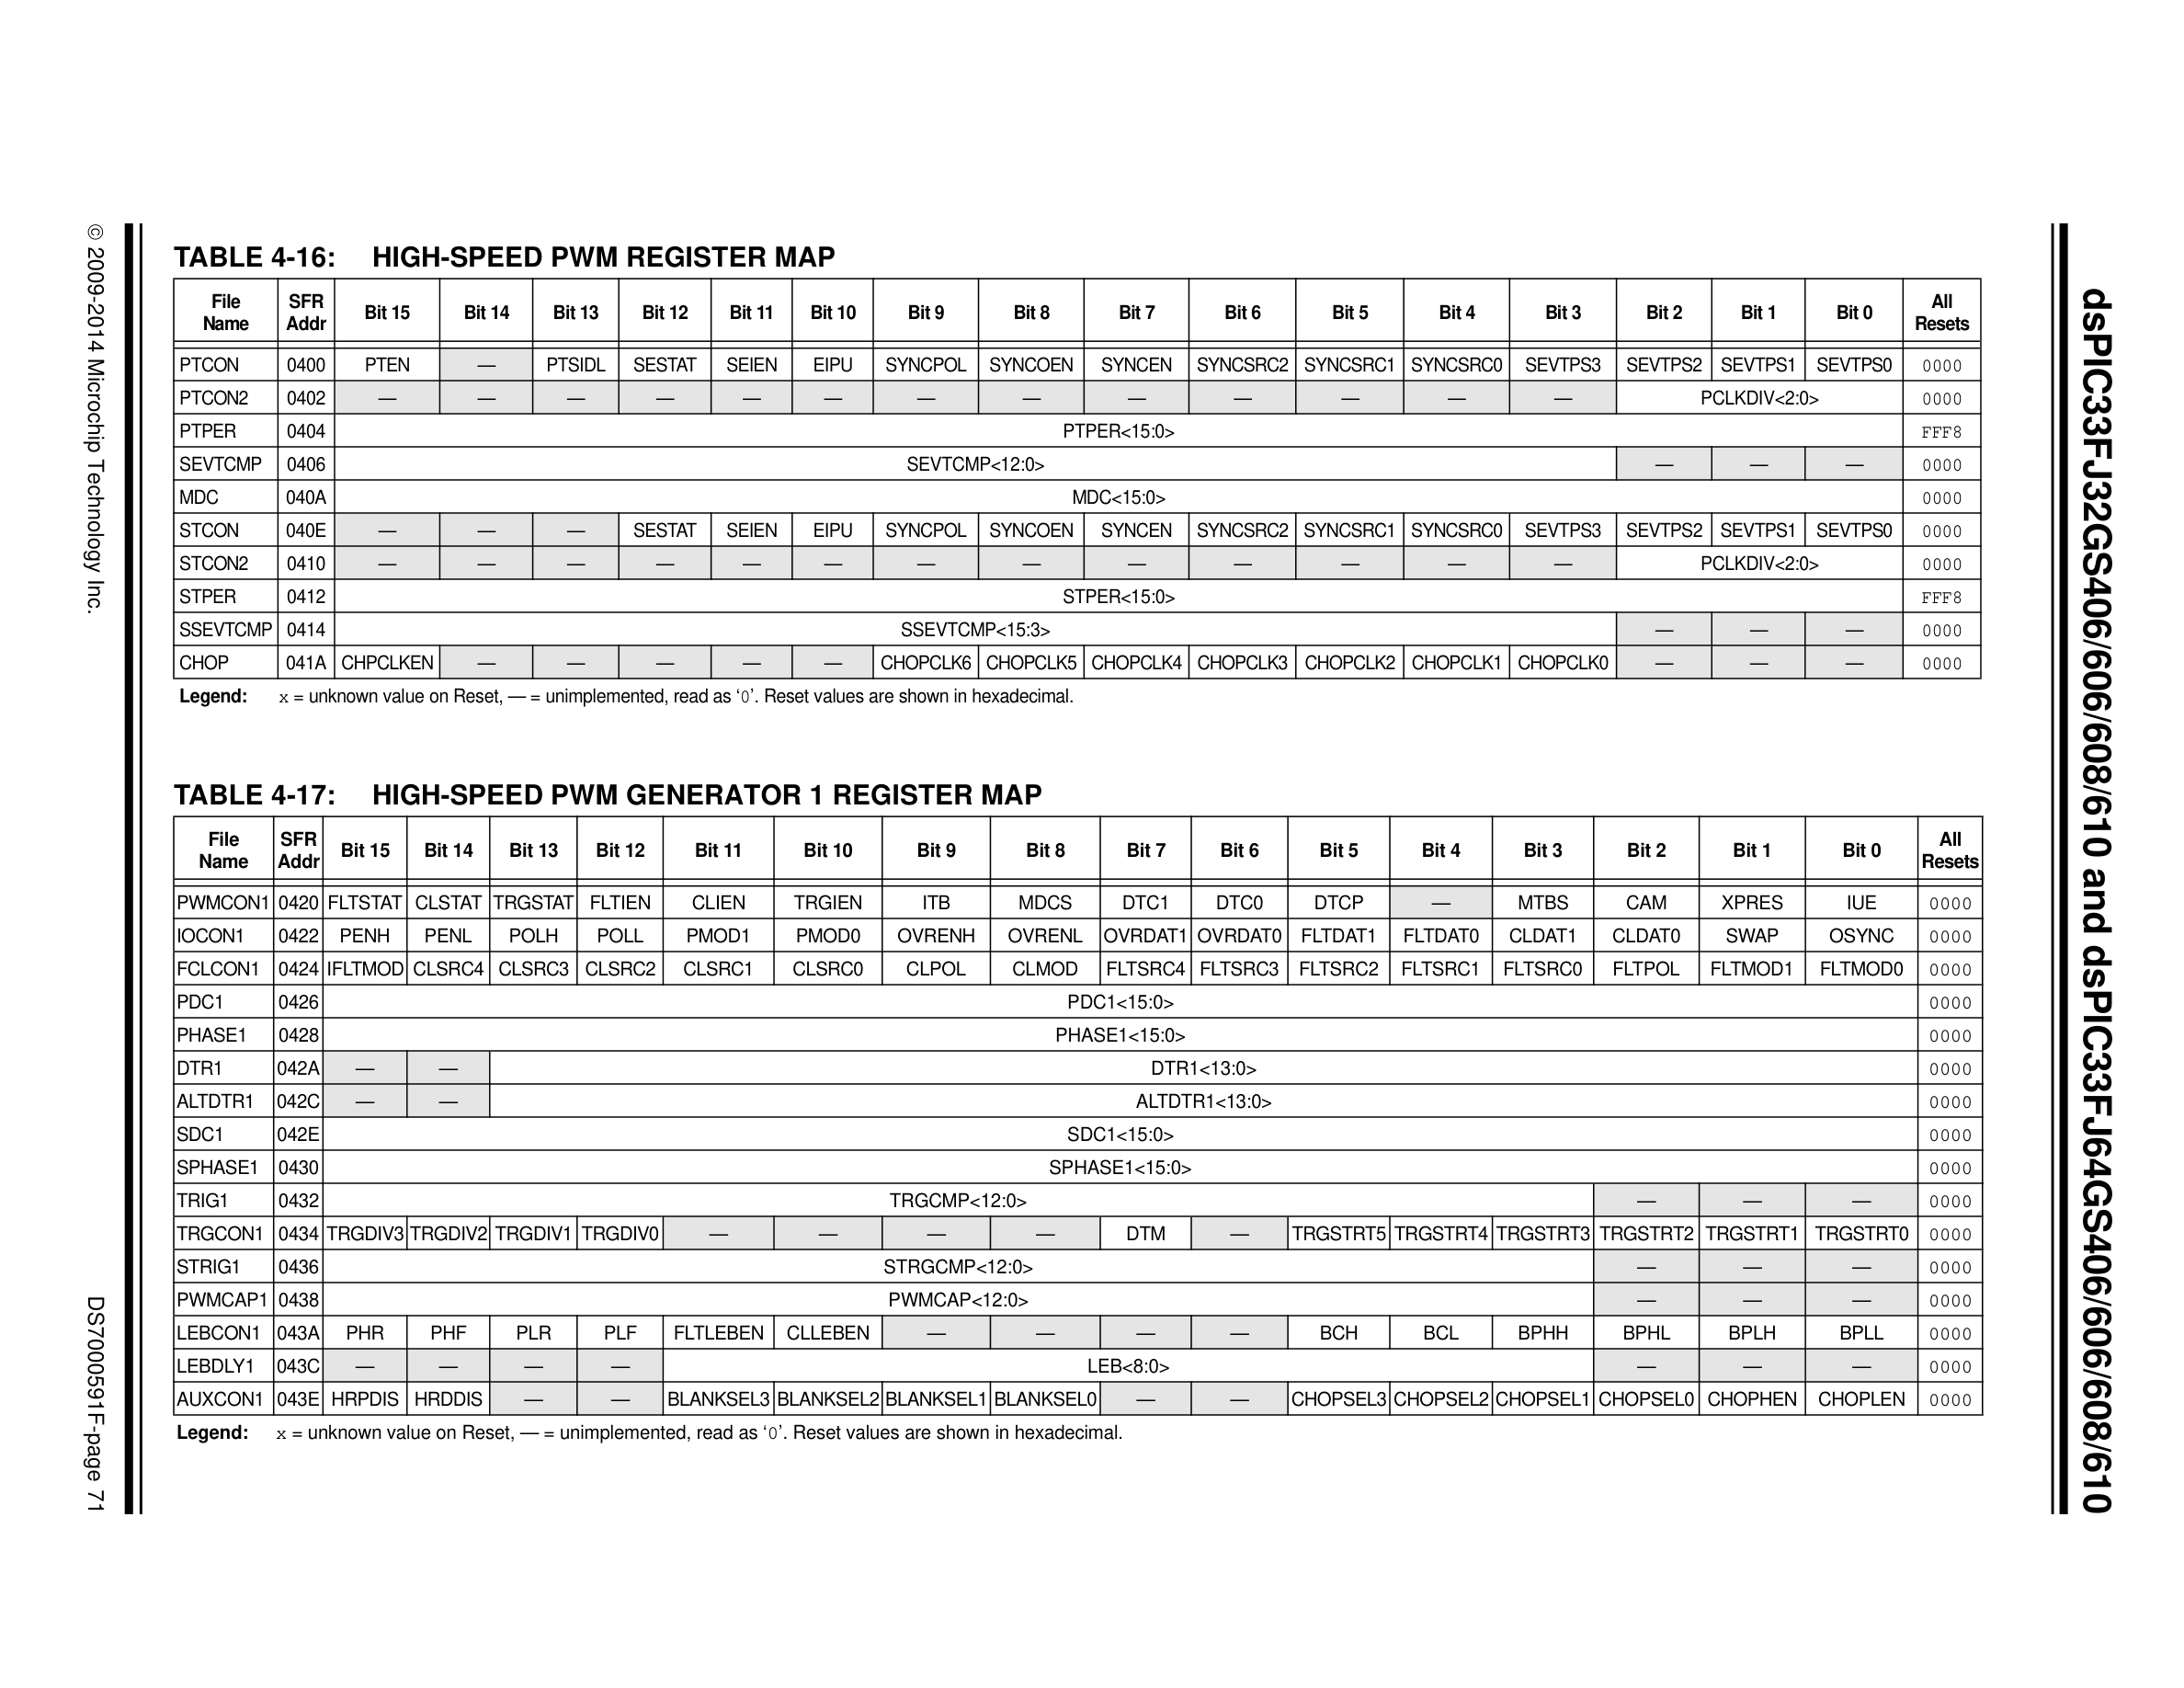 TABLE 4-16: HIGH-SPEED PWM REGISTER MAP
File Name SFR Addr Bit 15 Bit 14 Bit 13 Bit 12 Bit 11 Bit 10 Bit 9 Bit 8 Bit 7 Bit 6 Bit 5 Bit 4 Bit 3 Bit 2 Bit 1 Bit 0 All Resets
PTCON 0400 PTEN — PTSIDL SESTAT SEIEN EIPU SYNCPOL SYNCOEN SYNCEN SYNCSRC2 SYNCSRC1 SYNCSRC0 SEVTPS3 SEVTPS2 SEVTPS1 SEVTPS0 0000
PTCON2 0402 — — — — — — — — — — — — — PCLKDIV<2:0> 0000
PTPER 0404 PTPER<15:0> FFF8
SEVTCMP 0406 SEVTCMP<12:0> — — — 0000
MDC 040A MDC<15:0> 0000
STCON 040E — — — SESTAT SEIEN EIPU SYNCPOL SYNCOEN SYNCEN SYNCSRC2 SYNCSRC1 SYNCSRC0 SEVTPS3 SEVTPS2 SEVTPS1 SEVTPS0 0000
STCON2 0410 — — — — — — — — — — — — — PCLKDIV<2:0> 0000
STPER 0412 STPER<15:0> FFF8
SSEVTCMP 0414 SSEVTCMP<15:3> — — — 0000
CHOP 041A CHPCLKEN — — — — — CHOPCLK6 CHOPCLK5 CHOPCLK4 CHOPCLK3 CHOPCLK2 CHOPCLK1 CHOPCLK0 — — — 0000
Legend: x = unknown value on Reset, — = unimplemented, read as ‘0’. Reset values are shown in hexadecimal.
TABLE 4-17: HIGH-SPEED PWM GENERATOR 1 REGISTER MAP
File Name SFR Addr Bit 15 Bit 14 Bit 13 Bit 12 Bit 11 Bit 10 Bit 9 Bit 8 Bit 7 Bit 6 Bit 5 Bit 4 Bit 3 Bit 2 Bit 1 Bit 0 All Resets
PWMCON1 0420 FLTSTAT CLSTAT TRGSTAT FLTIEN CLIEN TRGIEN ITB MDCS DTC1 DTC0 DTCP — MTBS CAM XPRES IUE 0000
IOCON1 0422 PENH PENL POLH POLL PMOD1 PMOD0 OVRENH OVRENL OVRDAT1 OVRDAT0 FLTDAT1 FLTDAT0 CLDAT1 CLDAT0 SWAP OSYNC 0000
FCLCON1 0424 IFLTMOD CLSRC4 CLSRC3 CLSRC2 CLSRC1 CLSRC0 CLPOL CLMOD FLTSRC4 FLTSRC3 FLTSRC2 FLTSRC1 FLTSRC0 FLTPOL FLTMOD1 FLTMOD0 0000
PDC1 0426 PDC1<15:0> 0000
PHASE1 0428 PHASE1<15:0> 0000
DTR1 042A — — DTR1<13:0> 0000
ALTDTR1 042C — — ALTDTR1<13:0> 0000
SDC1 042E SDC1<15:0> 0000
SPHASE1 0430 SPHASE1<15:0> 0000
TRIG1 0432 TRGCMP<12:0> — — — 0000
TRGCON1 0434 TRGDIV3 TRGDIV2 TRGDIV1 TRGDIV0 — — — — DTM — TRGSTRT5 TRGSTRT4 TRGSTRT3 TRGSTRT2 TRGSTRT1 TRGSTRT0 0000
STRIG1 0436 STRGCMP<12:0> — — — 0000
PWMCAP1 0438 PWMCAP<12:0> — — — 0000
LEBCON1 043A PHR PHF PLR PLF FLTLEBEN CLLEBEN — — — — BCH BCL BPHH BPHL BPLH BPLL 0000
LEBDLY1 043C — — — — LEB<8:0> — — — 0000
AUXCON1 043E HRPDIS HRDDIS — — BLANKSEL3 BLANKSEL2 BLANKSEL1 BLANKSEL0 — — CHOPSEL3 CHOPSEL2 CHOPSEL1 CHOPSEL0 CHOPHEN CHOPLEN 0000
Legend: x = unknown value on Reset, — = unimplemented, read as ‘0’. Reset values are shown in hexadecimal.
© 2009-2014 Microchip Technology Inc.
DS7000591F-page 71
dsPIC33FJ32GS406/606/608/610 and dsPIC33FJ64GS406/606/608/610